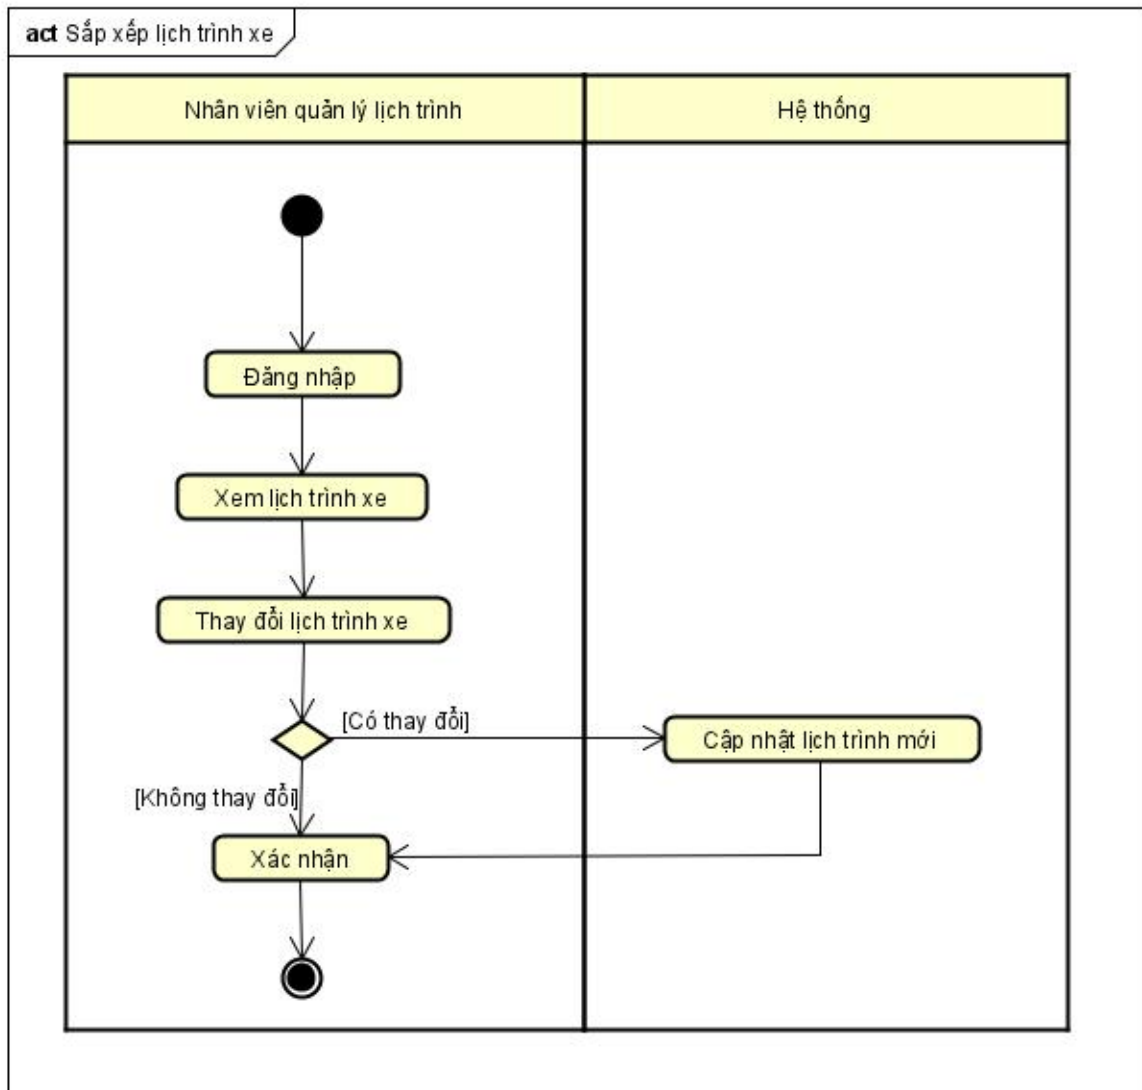 act Sắp xếp lịch trình xe
Nhân viên quản lý lịch trình
Hệ thống
Đăng nhập
Xem lịch trình xe
Thay đổi lịch trình xe
[Có thay đổi]
Cập nhật lịch trình mới
[Không thay đổi]
Xác nhận